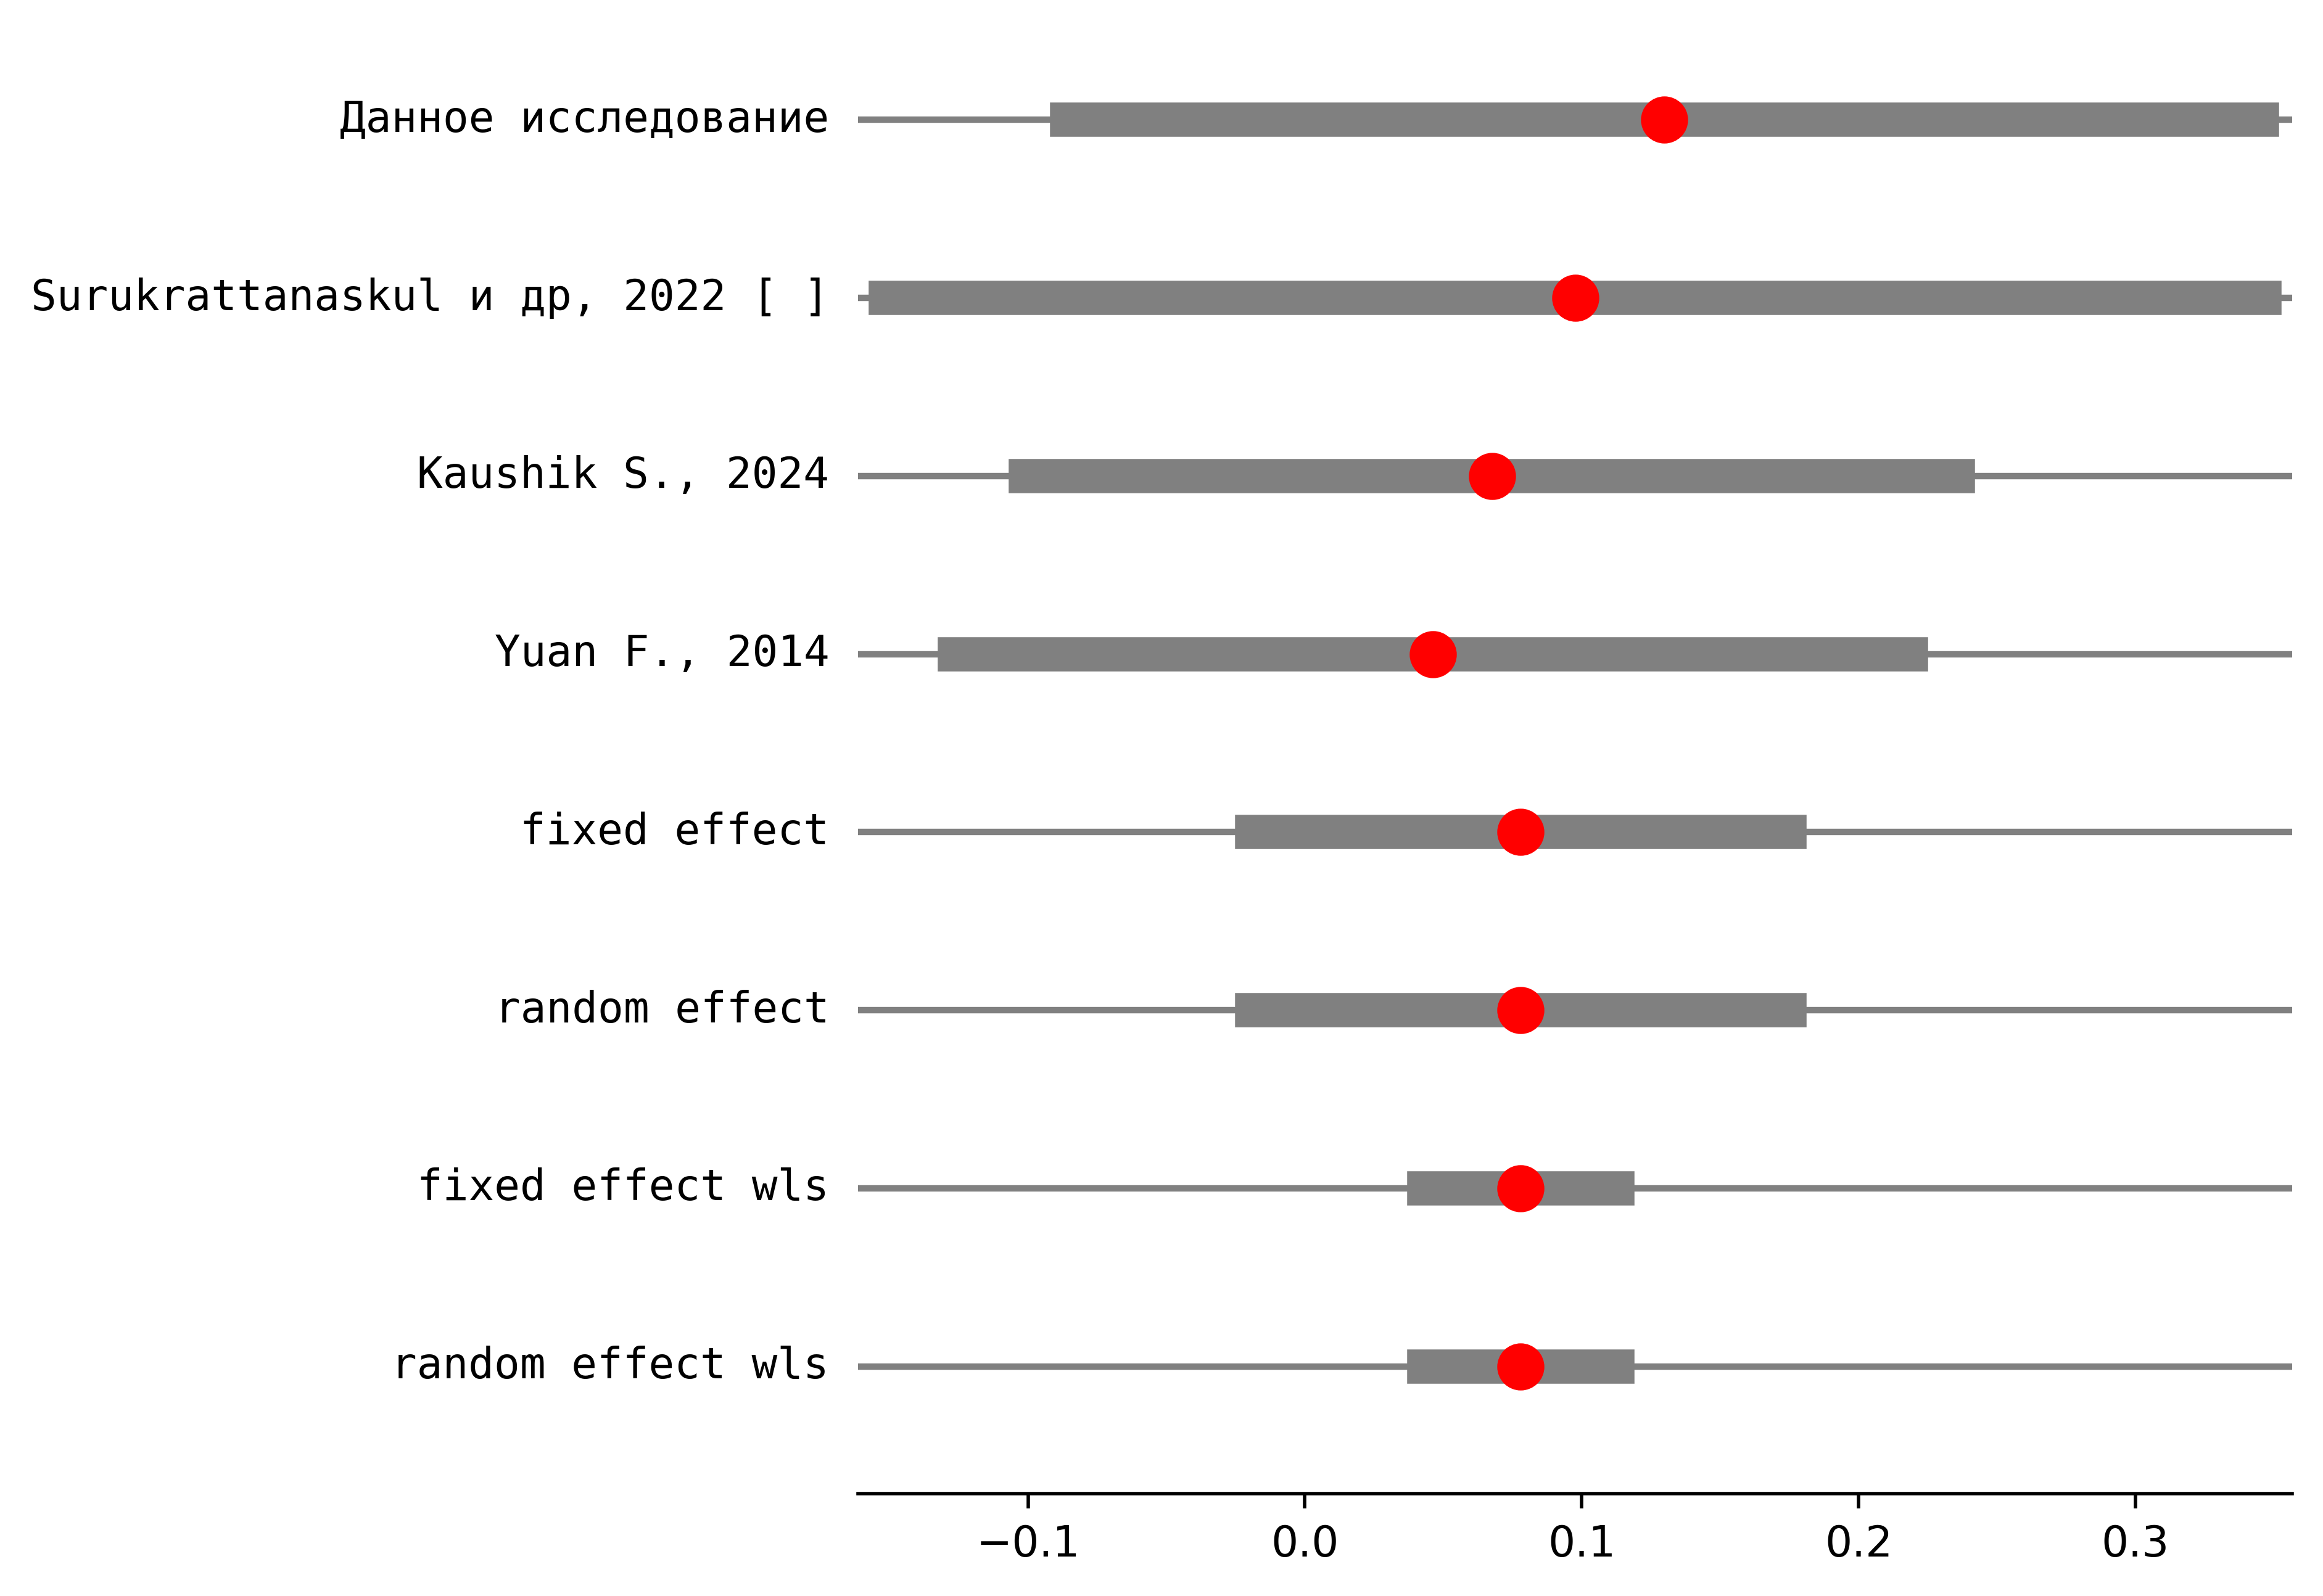 Данное исследование
Surukrattanaskul и др, 2022 [ ]
Kaushik S., 2024
Yuan F., 2014
fixed effect
random effect
fixed effect wls
random effect wls
−0.1 0.0 0.1 0.2 0.3